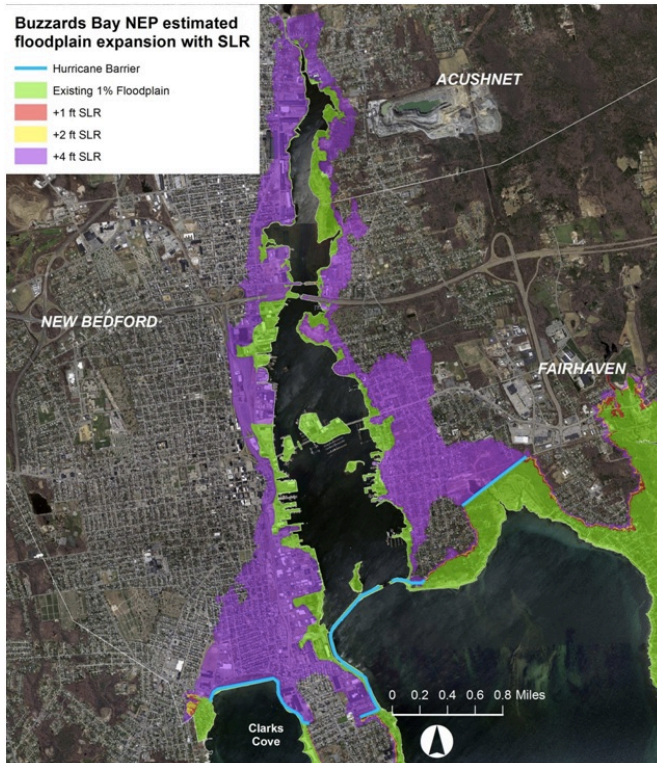 Buzzards Bay NEP estimated
floodplain expansion with SLR
Hurricane Barrier
Existing 1% Floodplain
+1 ft SLR
+2 ft SLR
+4 ft SLR
ACUSHNET
NEW BEDFORD
FAIRHAVEN
0 0.2 0.4 0.6 0.8 Miles
Clarks
Cove